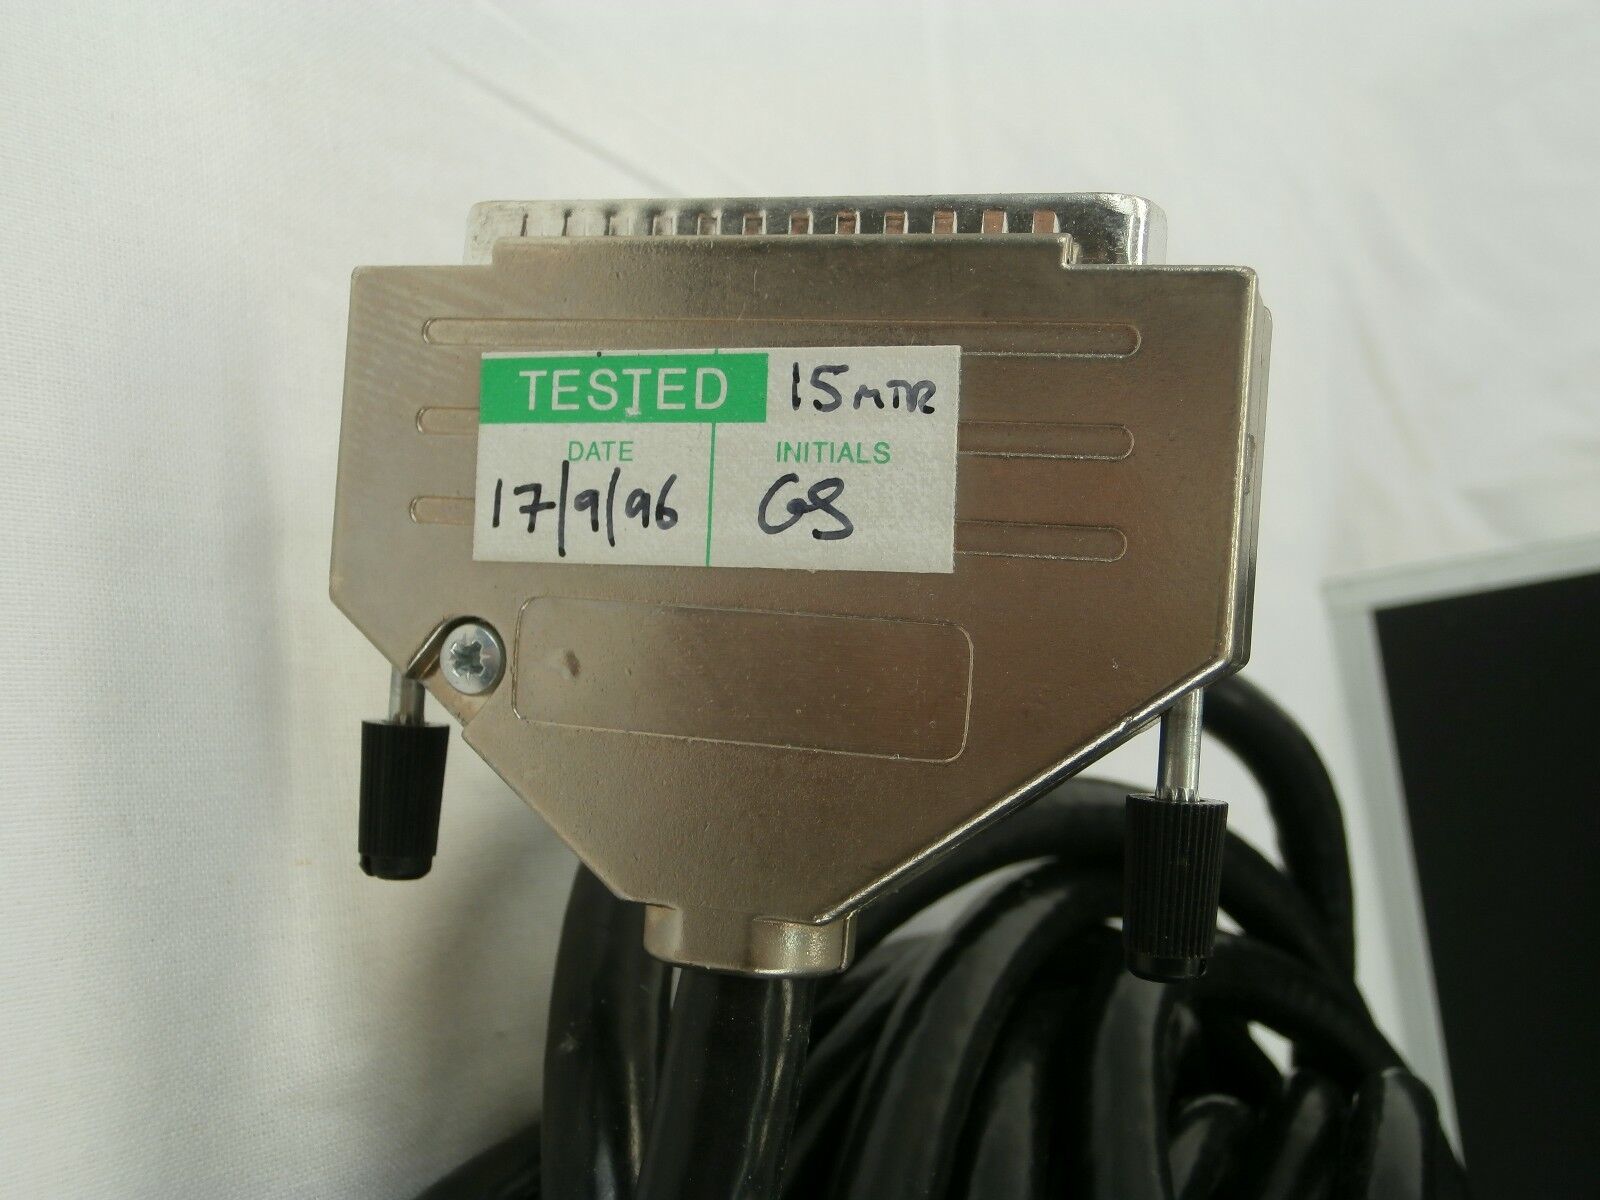 TESTED 15MTR
DATE INITIALS
17/9/96 GS